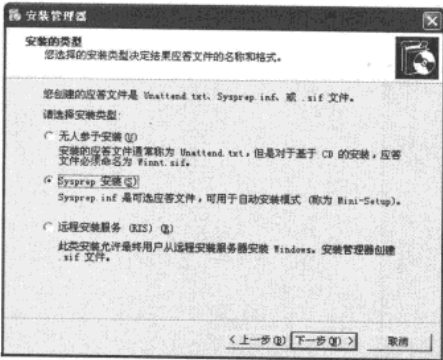 安装管理器
安装的类型
您选择的安装类型决定结果应答文件的名称和格式。
您创建的应答文件是 Unattend.txt、Sysprep.inf、或 .sif 文件。
请选择安装类型:
无人参予安装(U)
安装的应答文件通常称为 Unattend.txt，但是对于基于 CD 的安装，应答
文件必须命名为 Winnt.sif。
Sysprep 安装(S)
Sysprep.inf 是可选应答文件，可用于自动安装模式 (称为 Mini-Setup)。
远程安装服务 (RIS) (R)
此类安装允许最终用户从远程安装服务器安装 Windows。安装管理器创建
.sif 文件。
< 上一步(B) 下一步(N) > 取消